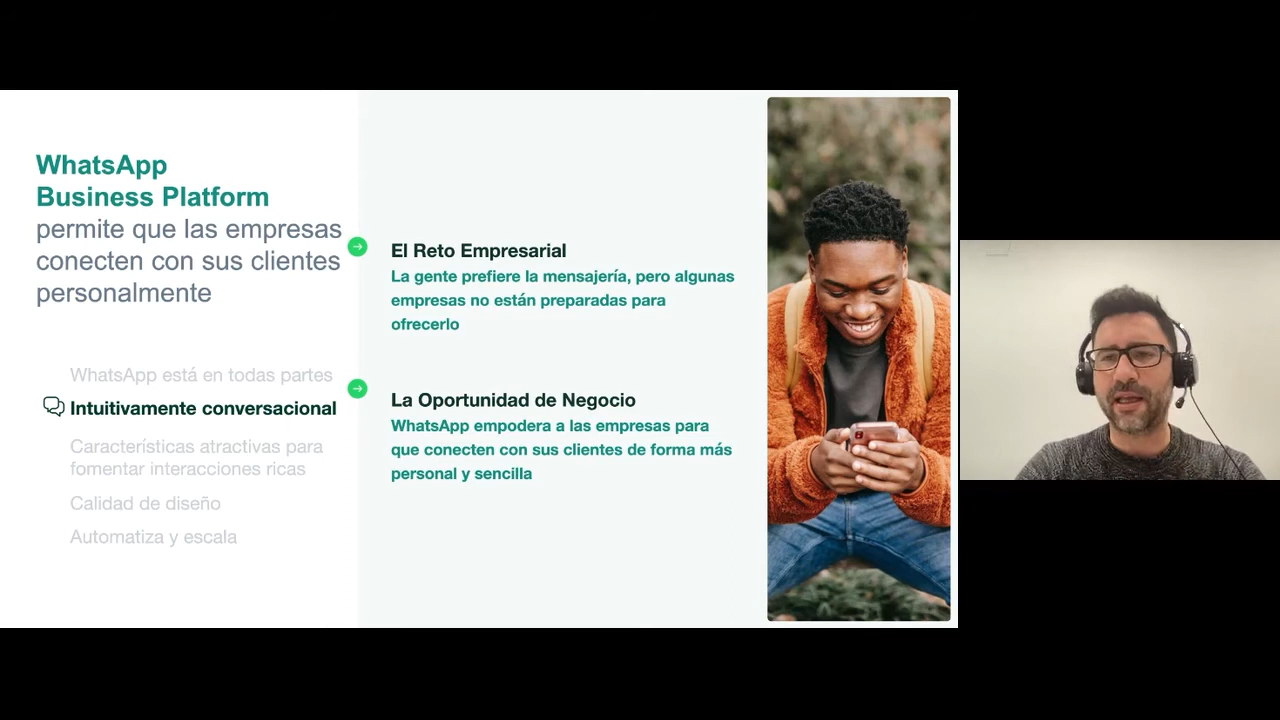 WhatsApp
Business Platform
permite que las empresas
conecten con sus clientes
personalmente
WhatsApp está en todas partes
Intuitivamente conversacional
Características atractivas para
fomentar interacciones ricas
Calidad de diseño
Automatiza y escala
El Reto Empresarial
La gente prefiere la mensajería, pero algunas
empresas no están preparadas para
ofrecerlo
La Oportunidad de Negocio
WhatsApp empodera a las empresas para
que conecten con sus clientes de forma más
personal y sencilla